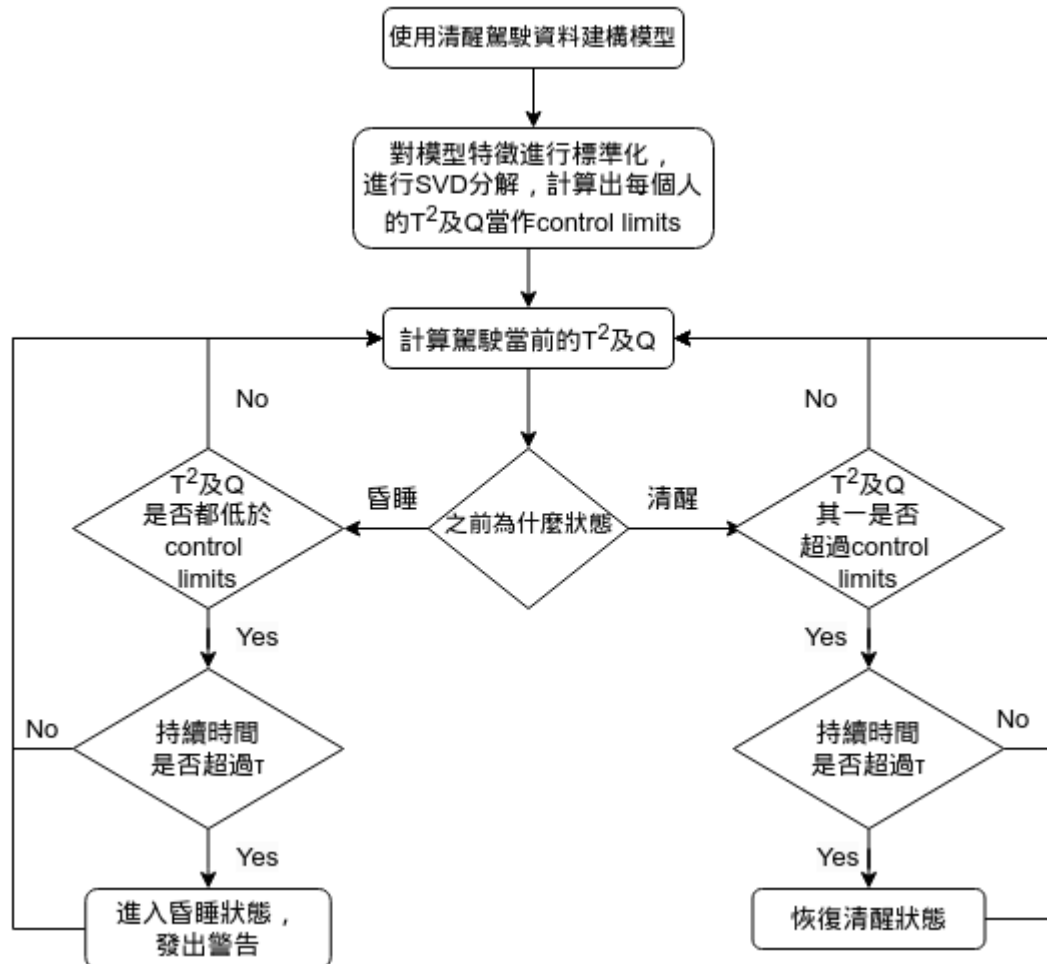 使用清醒駕駛資料建構模型
對模型特徵進行標準化，
進行SVD分解，計算出每個人
的T²及Q當作control limits
計算駕駛當前的T²及Q
No
No
T²及Q
是否都低於
control
limits
昏睡
之前為什麼狀態
清醒
T²及Q
其一是否
超過control
limits
Yes
Yes
No
持續時間
是否超過τ
持續時間
是否超過τ
No
Yes
Yes
進入昏睡狀態，
發出警告
恢復清醒狀態